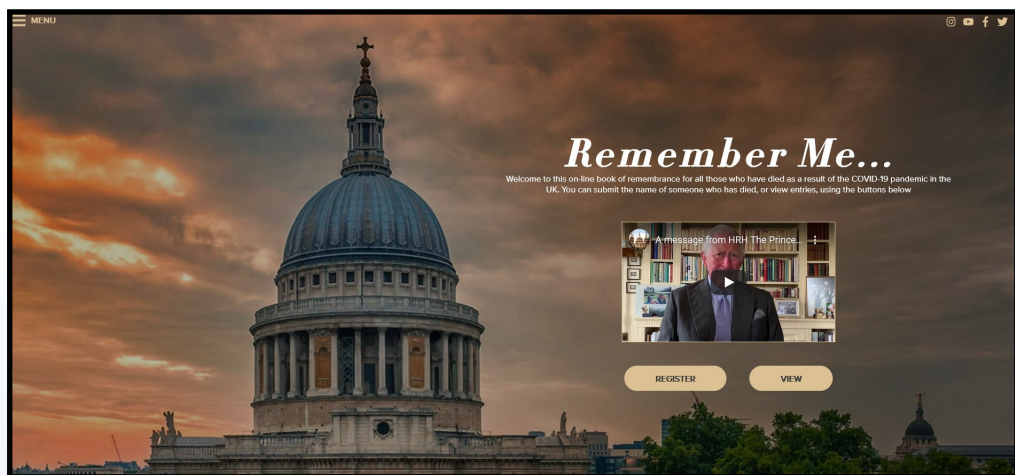 MENU
Remember Me...
Welcome to this on-line book of remembrance for all those who have died as a result of the COVID-19 pandemic in the
UK. You can submit the name of someone who has died, or view entries, using the buttons below
A message from HRH The Prince...
REGISTER
VIEW